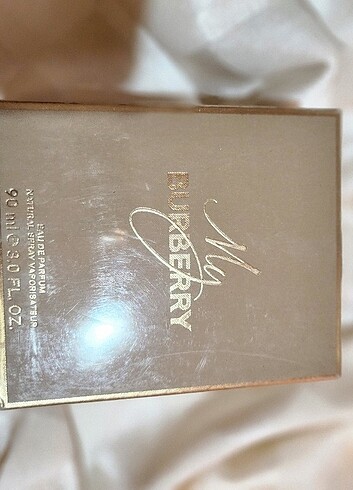 My
BURBERRY
EAU DE PARFUM
NATURAL SPRAY VAPORISATEUR
90 ml ℮ 3.0 FL.OZ